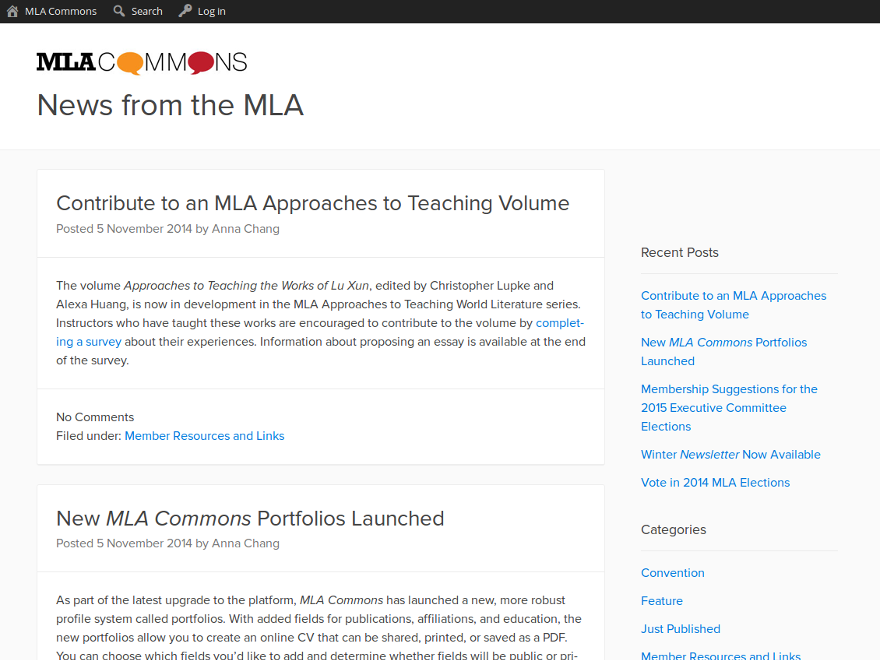 MLA Commons Search Log in
MLACOMMONS
News from the MLA
Contribute to an MLA Approaches to Teaching Volume
Posted 5 November 2014 by Anna Chang
The volume Approaches to Teaching the Works of Lu Xun, edited by Christopher Lupke and
Alexa Huang, is now in development in the MLA Approaches to Teaching World Literature series.
Instructors who have taught these works are encouraged to contribute to the volume by complet-
ing a survey about their experiences. Information about proposing an essay is available at the end
of the survey.
No Comments
Filed under: Member Resources and Links
New MLA Commons Portfolios Launched
Posted 5 November 2014 by Anna Chang
As part of the latest upgrade to the platform, MLA Commons has launched a new, more robust
profile system called portfolios. With added fields for publications, affiliations, and education, the
new portfolios allow you to create an online CV that can be shared, printed, or saved as a PDF.
You can choose which fields you’d like to add and determine whether fields will be public or pri-
Recent Posts
Contribute to an MLA Approaches
to Teaching Volume
New MLA Commons Portfolios
Launched
Membership Suggestions for the
2015 Executive Committee
Elections
Winter Newsletter Now Available
Vote in 2014 MLA Elections
Categories
Convention
Feature
Just Published
Member Resources and Links